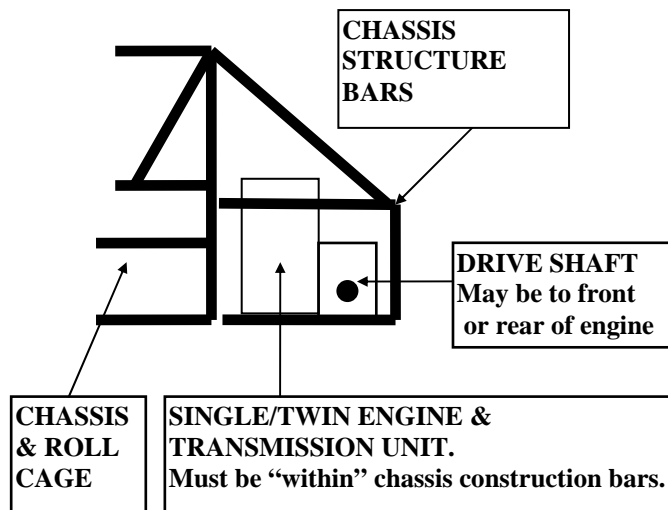 CHASSIS
STRUCTURE
BARS
DRIVE SHAFT
May be to front
or rear of engine
CHASSIS
& ROLL
CAGE
SINGLE/TWIN ENGINE &
TRANSMISSION UNIT.
Must be “within” chassis construction bars.